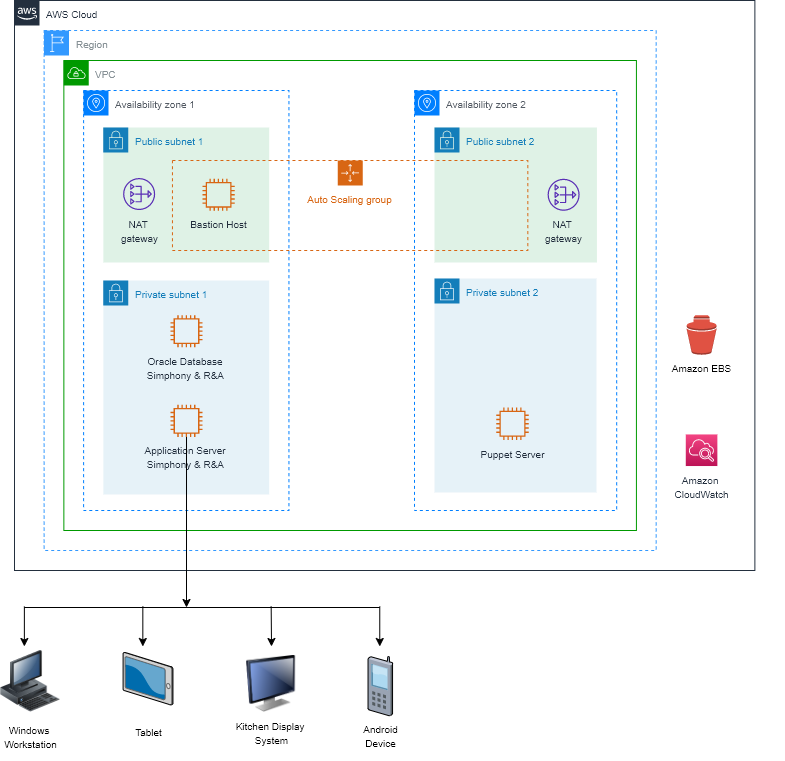 aws
AWS Cloud
Region
VPC
Availability zone 1
Availability zone 2
Public subnet 1
Public subnet 2
NAT
gateway
Bastion Host
Auto Scaling group
NAT
gateway
Private subnet 1
Private subnet 2
Oracle Database
Simphony & R&A
Application Server
Simphony & R&A
Puppet Server
Amazon EBS
Amazon
CloudWatch
Windows
Workstation
Tablet
Kitchen Display
System
Android
Device